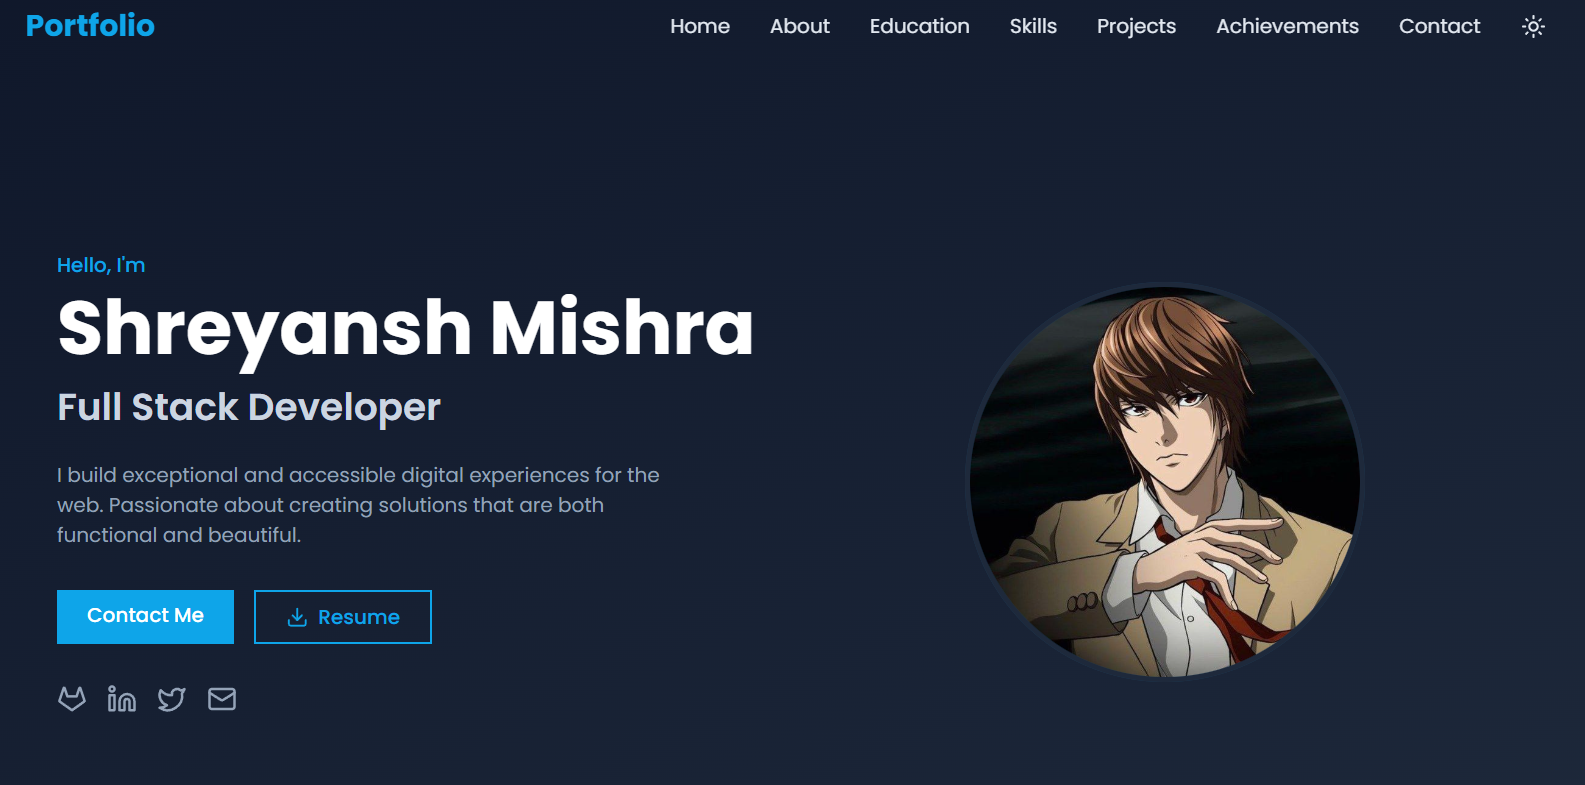 Portfolio
Home About Education Skills Projects Achievements Contact
Hello, I'm
Shreyansh Mishra
Full Stack Developer
I build exceptional and accessible digital experiences for the
web. Passionate about creating solutions that are both
functional and beautiful.
Contact Me
Resume